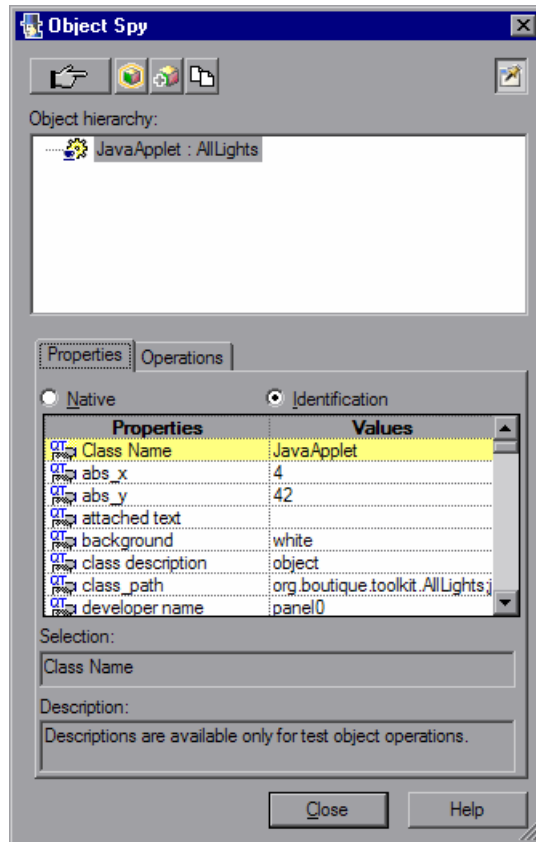 Object Spy
Object hierarchy:
JavaApplet : AllLights
Properties Operations
Native Identification
Properties Values
Class Name JavaApplet
abs_x 4
abs_y 42
attached text
background white
class description object
class_path org.boutique.toolkit.AllLights;j
developer name panel0
Selection:
Class Name
Description:
Descriptions are available only for test object operations.
Close Help